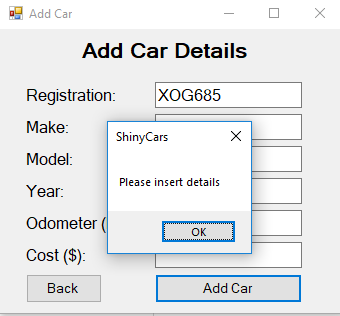 Add Car
Add Car Details
Registration: XOG685
Make:
ShinyCars
Model:
Please insert details
Year:
Odometer (
OK
Cost ($):
Back
Add Car